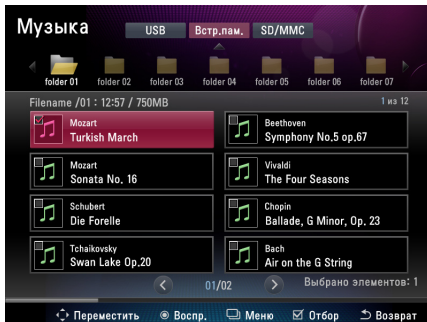 Музыка
USB Встр.пам. SD/MMC
folder 01 folder 02 folder 03 folder 04 folder 05 folder 06 folder 07
Filename /01 : 12:57 / 750MB 1 из 12
Mozart
Turkish March
Beethoven
Symphony No.5 op.67
Mozart
Sonata No. 16
Vivaldi
The Four Seasons
Schubert
Die Forelle
Chopin
Ballade, G Minor, Op. 23
Tchaikovsky
Swan Lake Op.20
Bach
Air on the G String
01/02 Выбрано элементов: 1
Переместить Воспр. Меню Отбор Возврат